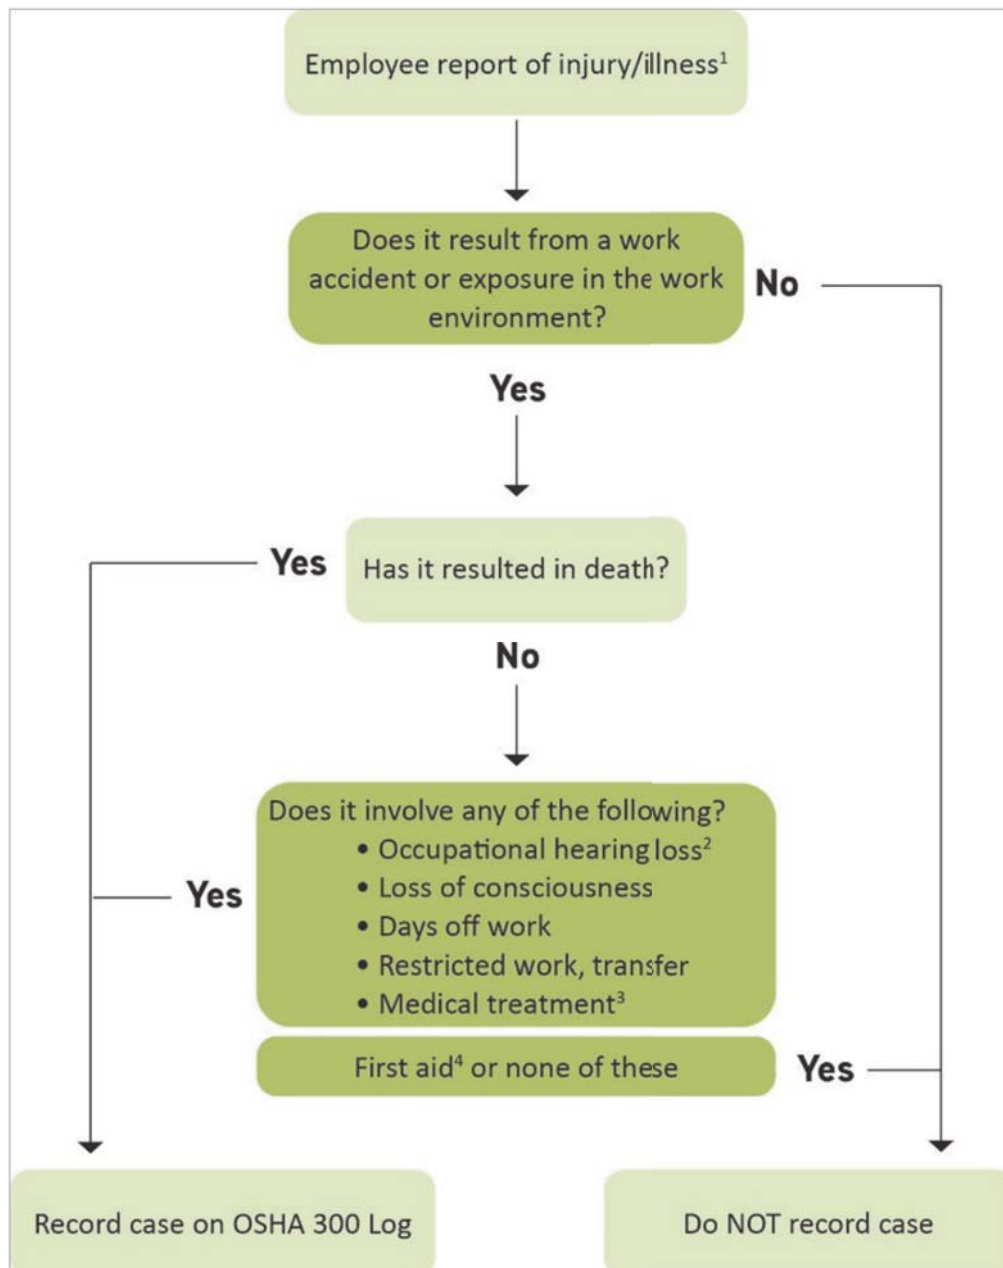 Employee report of injury/illness¹
Does it result from a work
accident or exposure in the work
environment?
No
Yes
Yes
Has it resulted in death?
No
Does it involve any of the following?
• Occupational hearing loss²
• Loss of consciousness
• Days off work
• Restricted work, transfer
• Medical treatment³
Yes
First aid⁴ or none of these
Yes
Record case on OSHA 300 Log
Do NOT record case